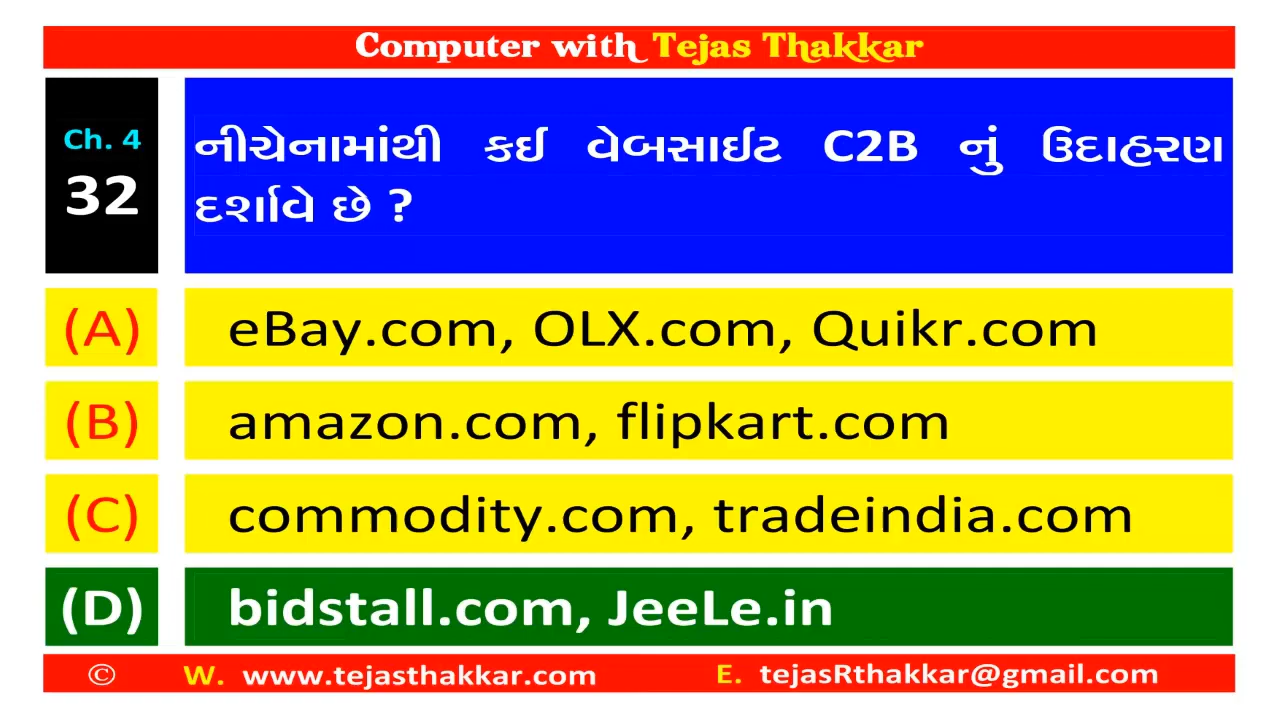 Computer with Tejas Thakkar
Ch. 4
32
નીચેનામાંથી કઈ વેબસાઈટ C2B નું ઉદાહરણ
દર્શાવે છે ?
(A) eBay.com, OLX.com, Quikr.com
(B) amazon.com, flipkart.com
(C) commodity.com, tradeindia.com
(D) bidstall.com, JeeLe.in
© W. www.tejasthakkar.com E. tejasRthakkar@gmail.com